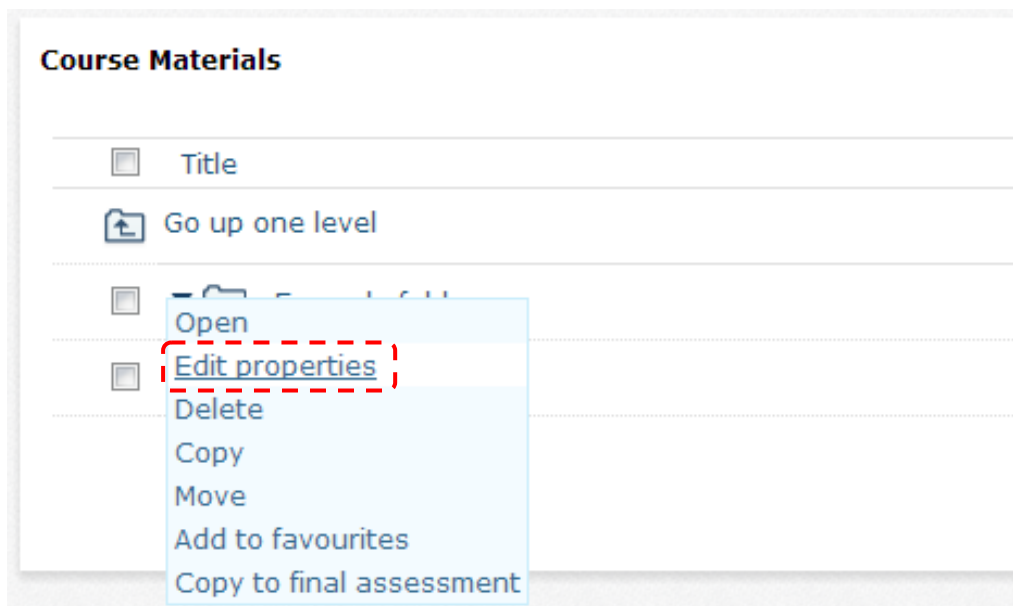 Course Materials
Title
Go up one level
Open
Edit properties
Delete
Copy
Move
Add to favourites
Copy to final assessment